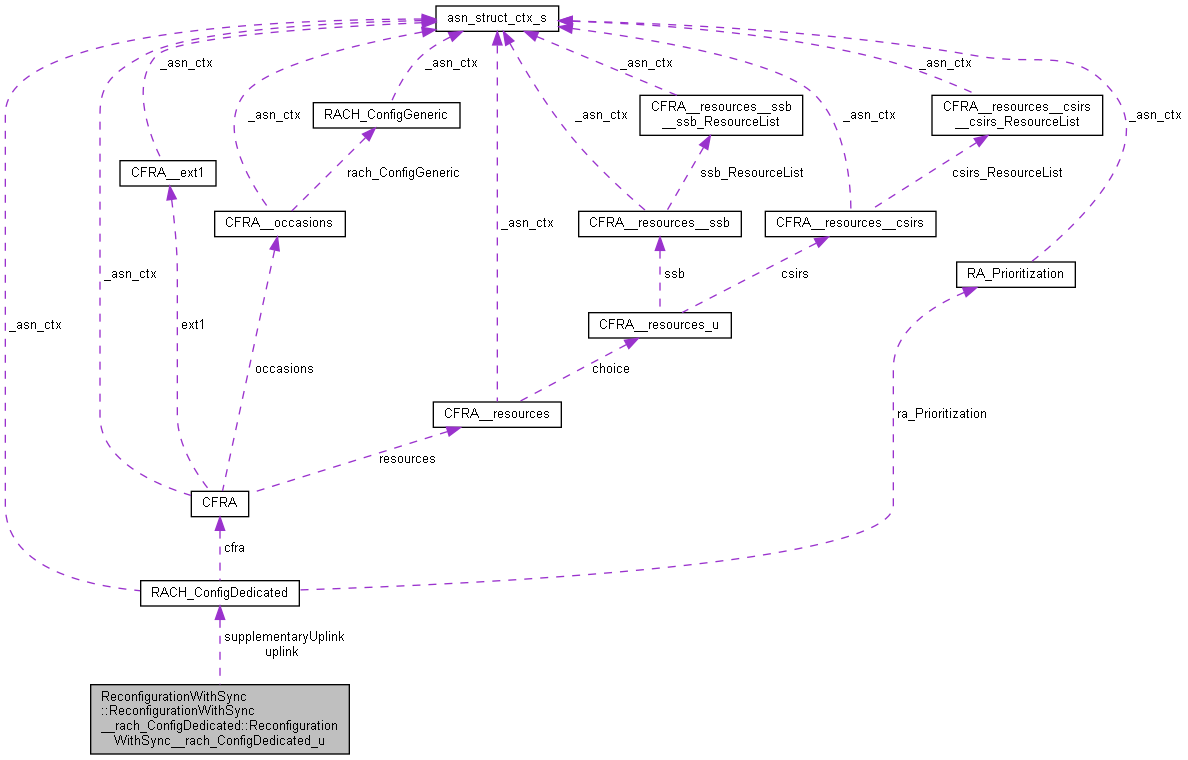 asn_struct_ctx_s
_asn_ctx
_asn_ctx
_asn_ctx
_asn_ctx
RACH_ConfigGeneric
CFRA__resources__ssb
__ssb_ResourceList
CFRA__resources__csirs
__csirs_ResourceList
_asn_ctx
_asn_ctx
_asn_ctx
_asn_ctx
CFRA__ext1
rach_ConfigGeneric
ssb_ResourceList
csirs_ResourceList
CFRA__occasions
_asn_ctx
CFRA__resources__ssb
CFRA__resources__csirs
_asn_ctx
ssb
csirs
RA_Prioritization
_asn_ctx
ext1
CFRA__resources_u
occasions
choice
CFRA__resources
ra_Prioritization
resources
CFRA
cfra
RACH_ConfigDedicated
supplementaryUplink
uplink
ReconfigurationWithSync
::ReconfigurationWithSync
__rach_ConfigDedicated::Reconfiguration
WithSync__rach_ConfigDedicated_u